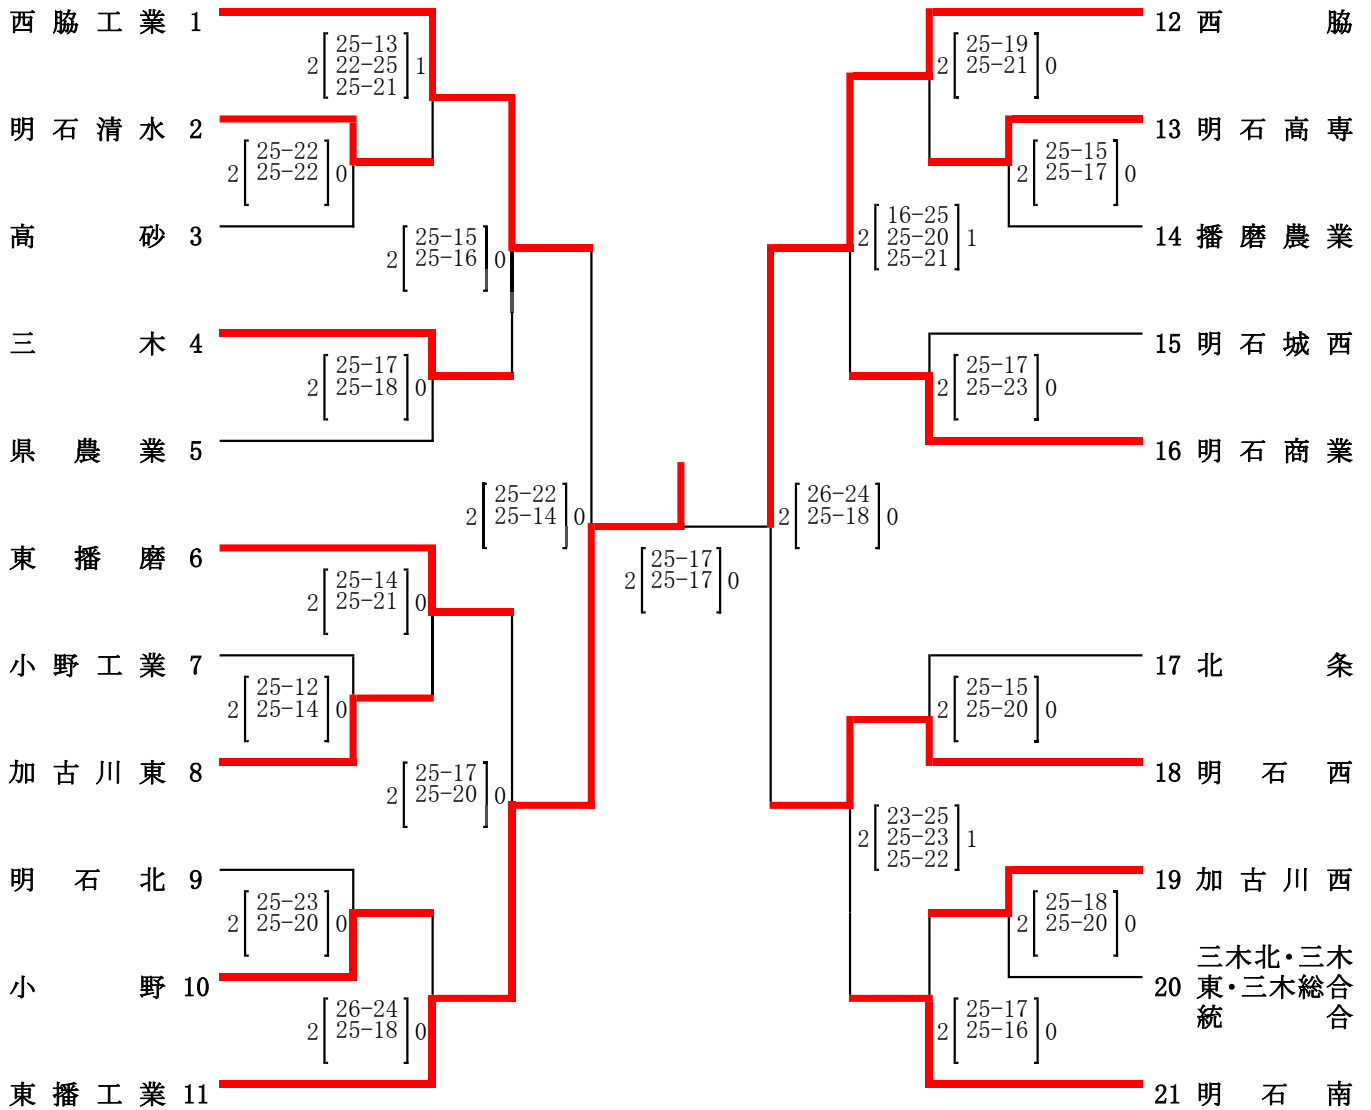 西脇工業 1
2 25-13 22-25 25-21 1
明石清水 2
2 25-22 25-22 0
高砂 3
2 25-15 25-16 0
三木 4
2 25-17 25-18 0
県農業 5
2 25-22 25-14 0
東播磨 6
2 25-14 25-21 0
小野工業 7
2 25-12 25-14 0
加古川東 8
2 25-17 25-20 0
明石北 9
2 25-23 25-20 0
小野 10
2 26-24 25-18 0
東播工業 11
2 25-17 25-17 0
12 西脇
2 25-19 25-21 0
13 明石高専
2 25-15 25-17 0
14 播磨農業
2 16-25 25-20 25-21 1
15 明石城西
2 25-17 25-23 0
16 明石商業
2 26-24 25-18 0
17 北条
2 25-15 25-20 0
18 明石西
2 23-25 25-23 25-22 1
19 加古川西
2 25-18 25-20 0
三木北・三木
20 東・三木総合
統合
2 25-17 25-16 0
21 明石南